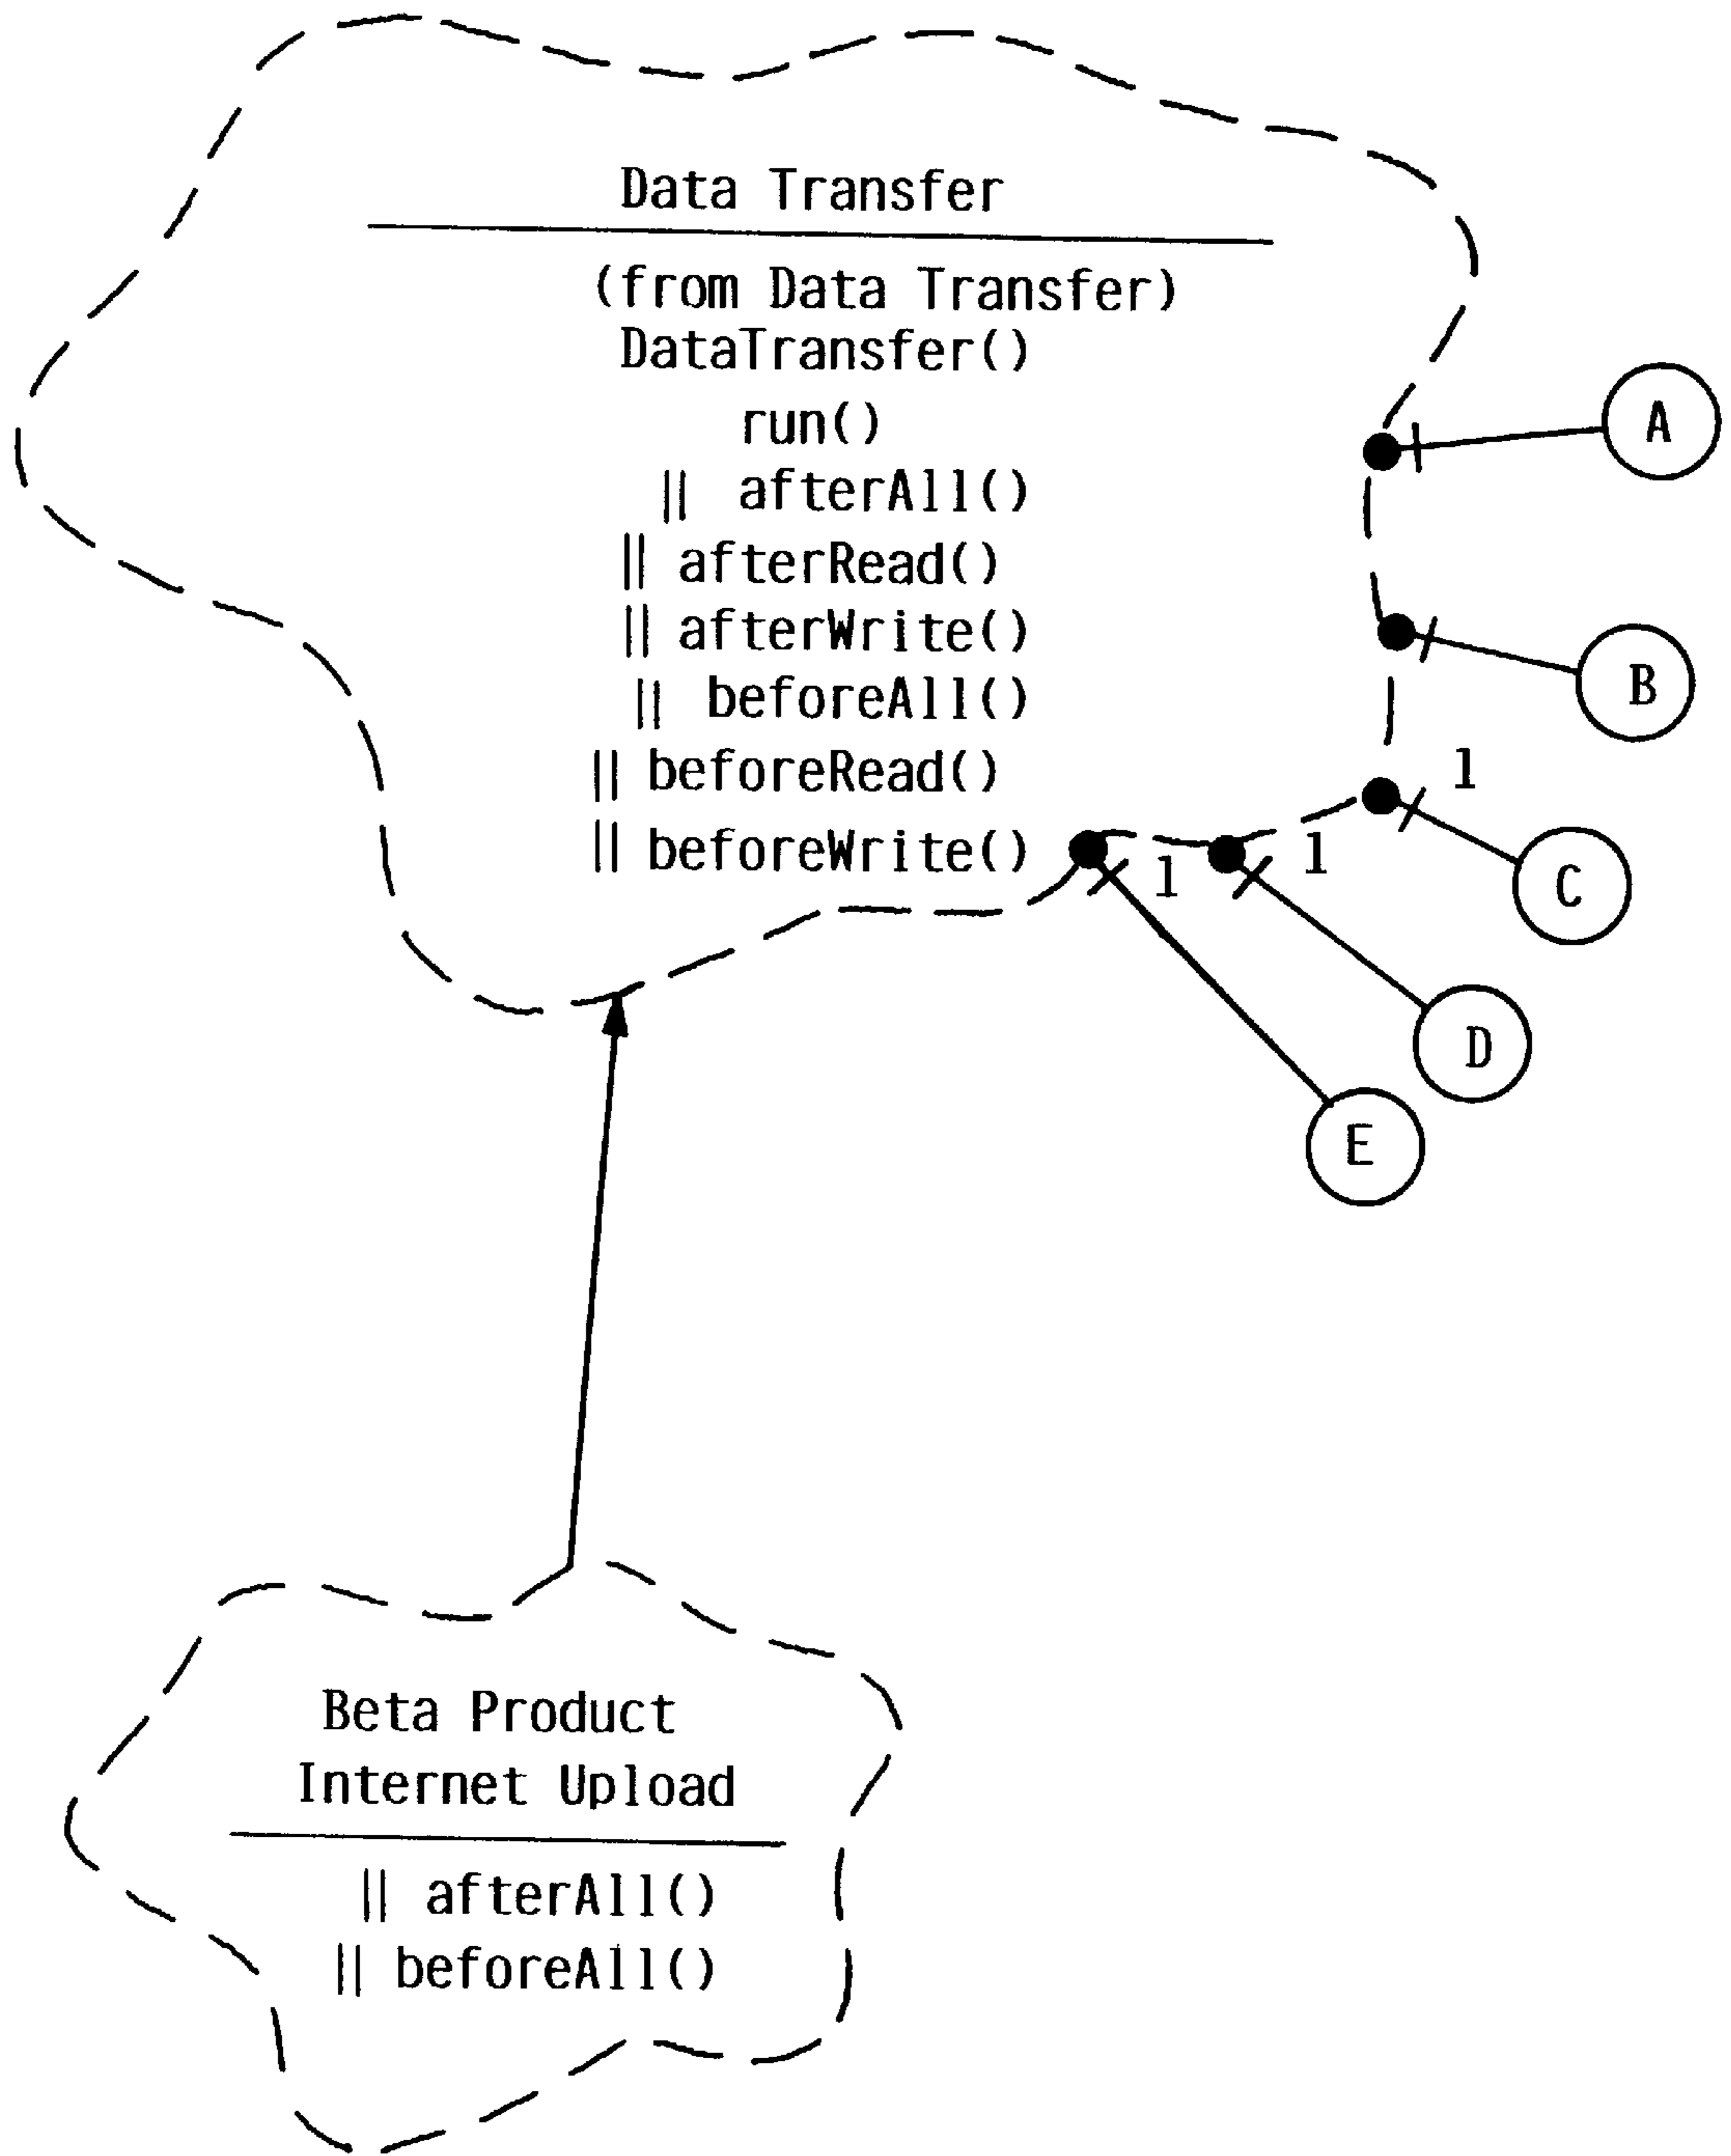 Data Transfer
(from Data Transfer)
DataTransfer()
run()
|| afterAll()
|| afterRead()
|| afterWrite()
|| beforeAll()
|| beforeRead()
|| beforeWrite()
A
B
1
C
1
D
1
E
Beta Product
Internet Upload
|| afterAll()
|| beforeAll()